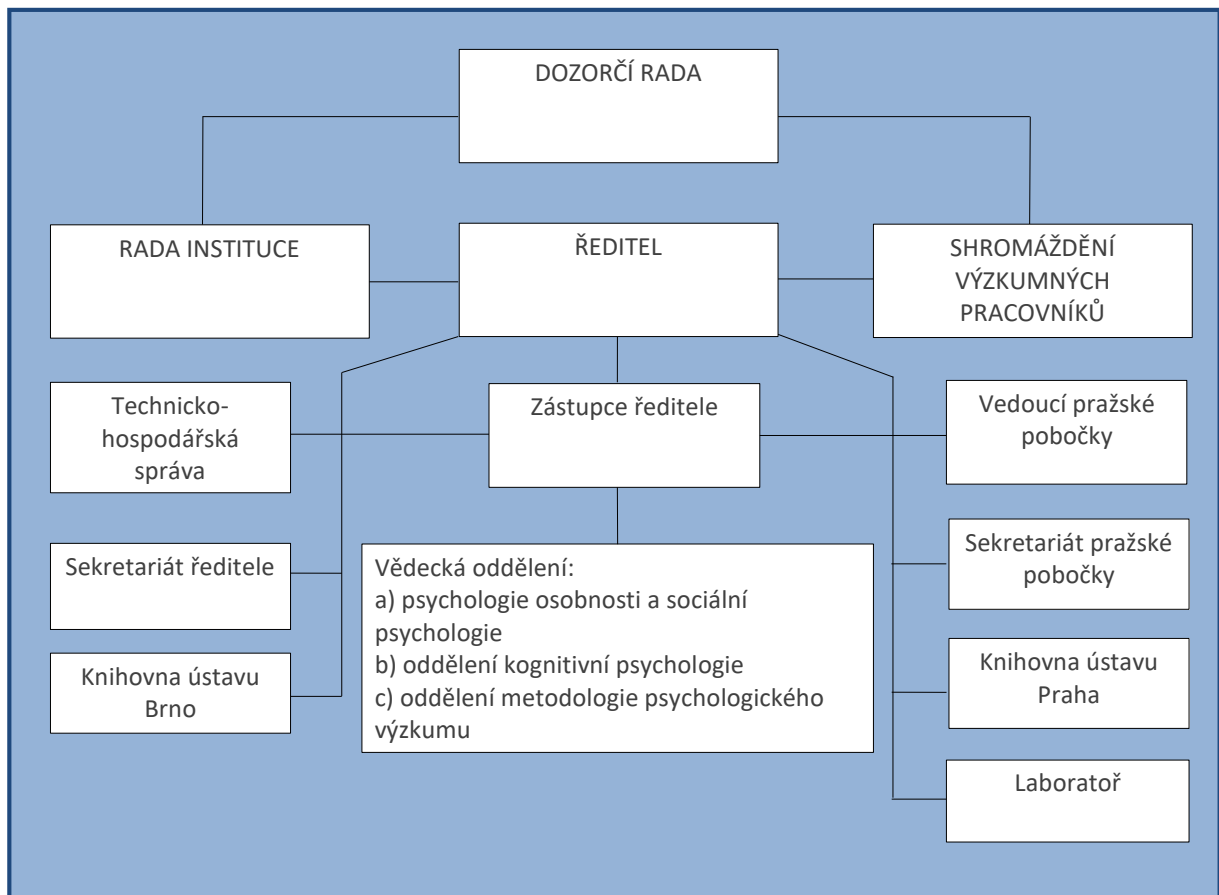 DOZORČÍ RADA
RADA INSTITUCE
ŘEDITEL
SHROMÁŽDĚNÍ
VÝZKUMNÝCH
PRACOVNÍKŮ
Technicko-
hospodářská
správa
Zástupce ředitele
Vedoucí pražské
pobočky
Sekretariát ředitele
Vědecká oddělení:
a) psychologie osobnosti a sociální
psychologie
b) oddělení kognitivní psychologie
c) oddělení metodologie psychologického
výzkumu
Sekretariát pražské
pobočky
Knihovna ústavu
Brno
Knihovna ústavu
Praha
Laboratoř